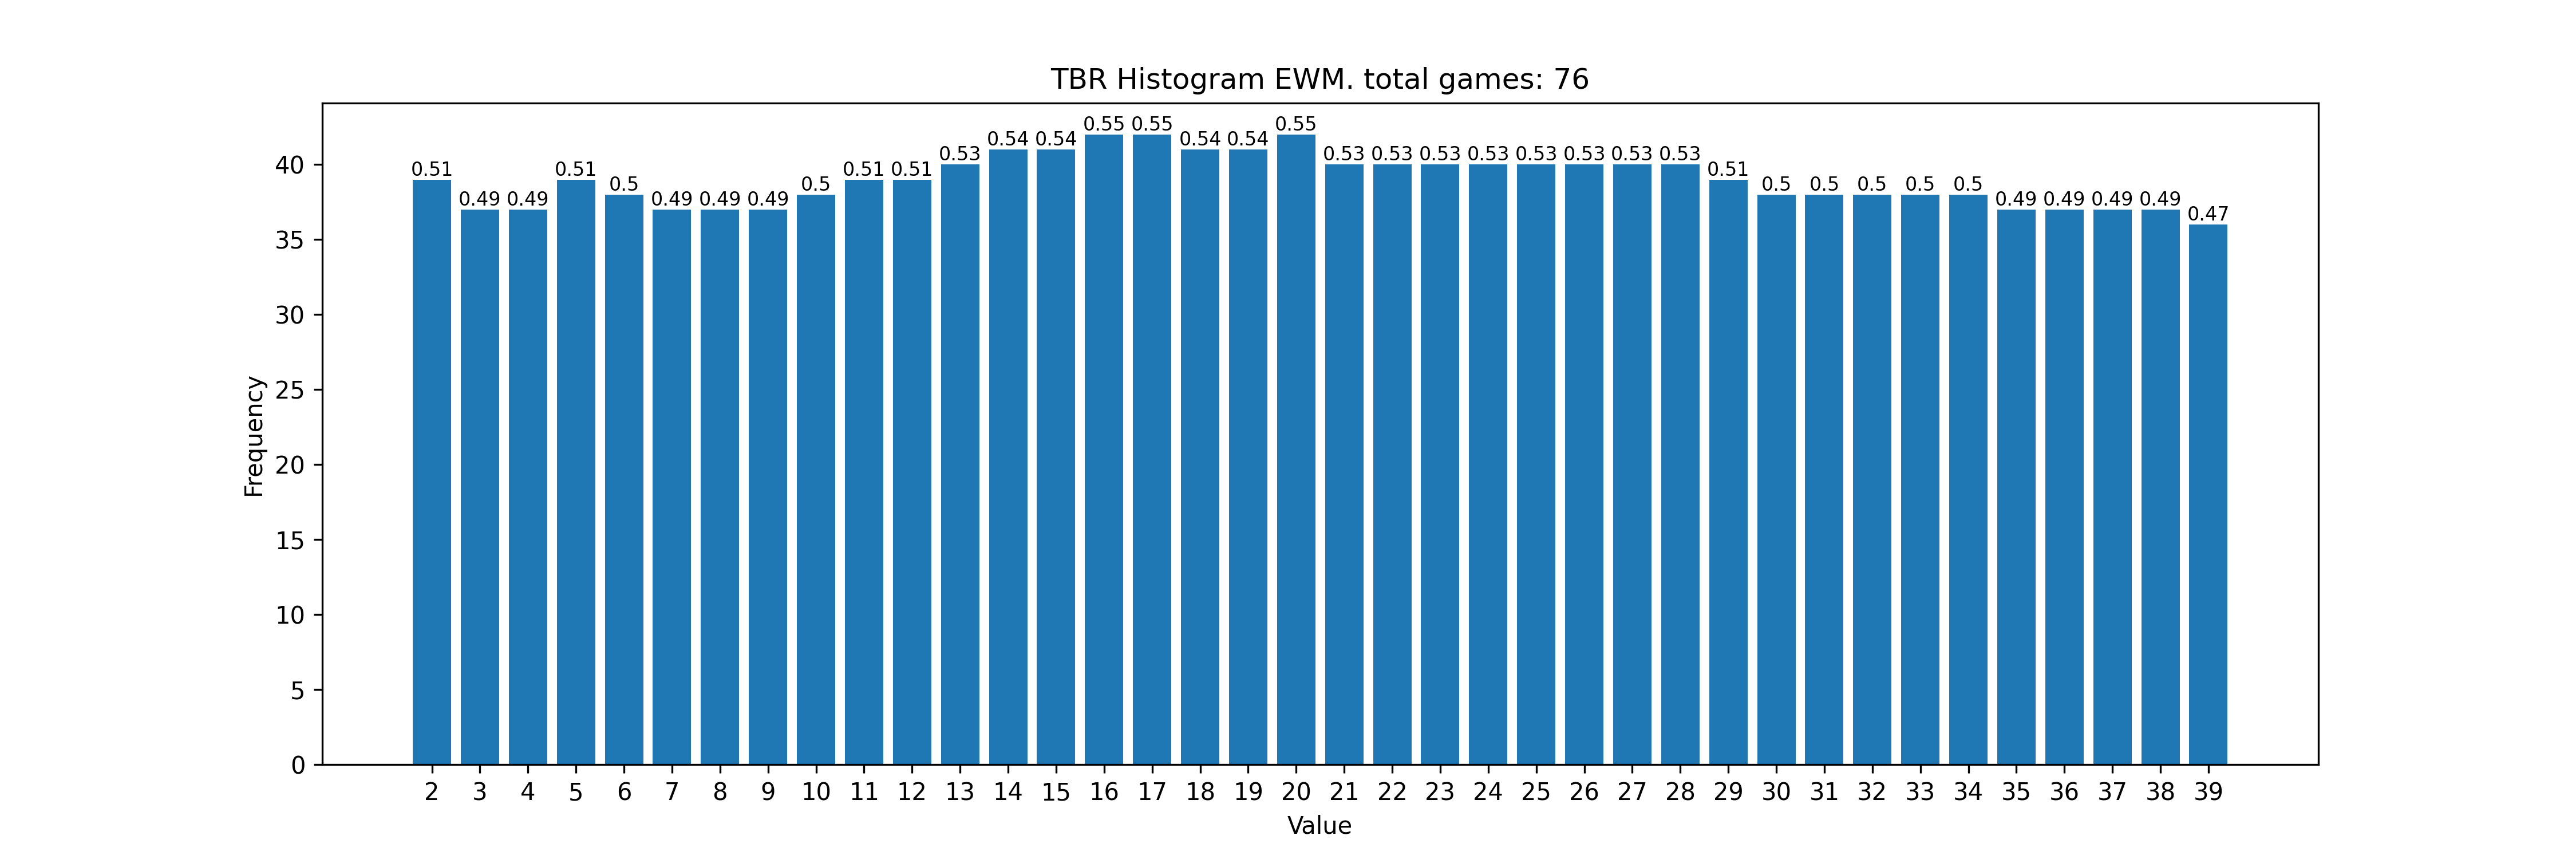 TBR Histogram EWM. total games: 76
0.51 0.49 0.49 0.51 0.5 0.49 0.49 0.49 0.5 0.51 0.51 0.53 0.54 0.54 0.55 0.55 0.54 0.54 0.55 0.53 0.53 0.53 0.53 0.53 0.53 0.53 0.53 0.51 0.5 0.5 0.5 0.5 0.5 0.49 0.49 0.49 0.49 0.47
40
35
30
25
20
15
10
5
0
Frequency
2 3 4 5 6 7 8 9 10 11 12 13 14 15 16 17 18 19 20 21 22 23 24 25 26 27 28 29 30 31 32 33 34 35 36 37 38 39
Value